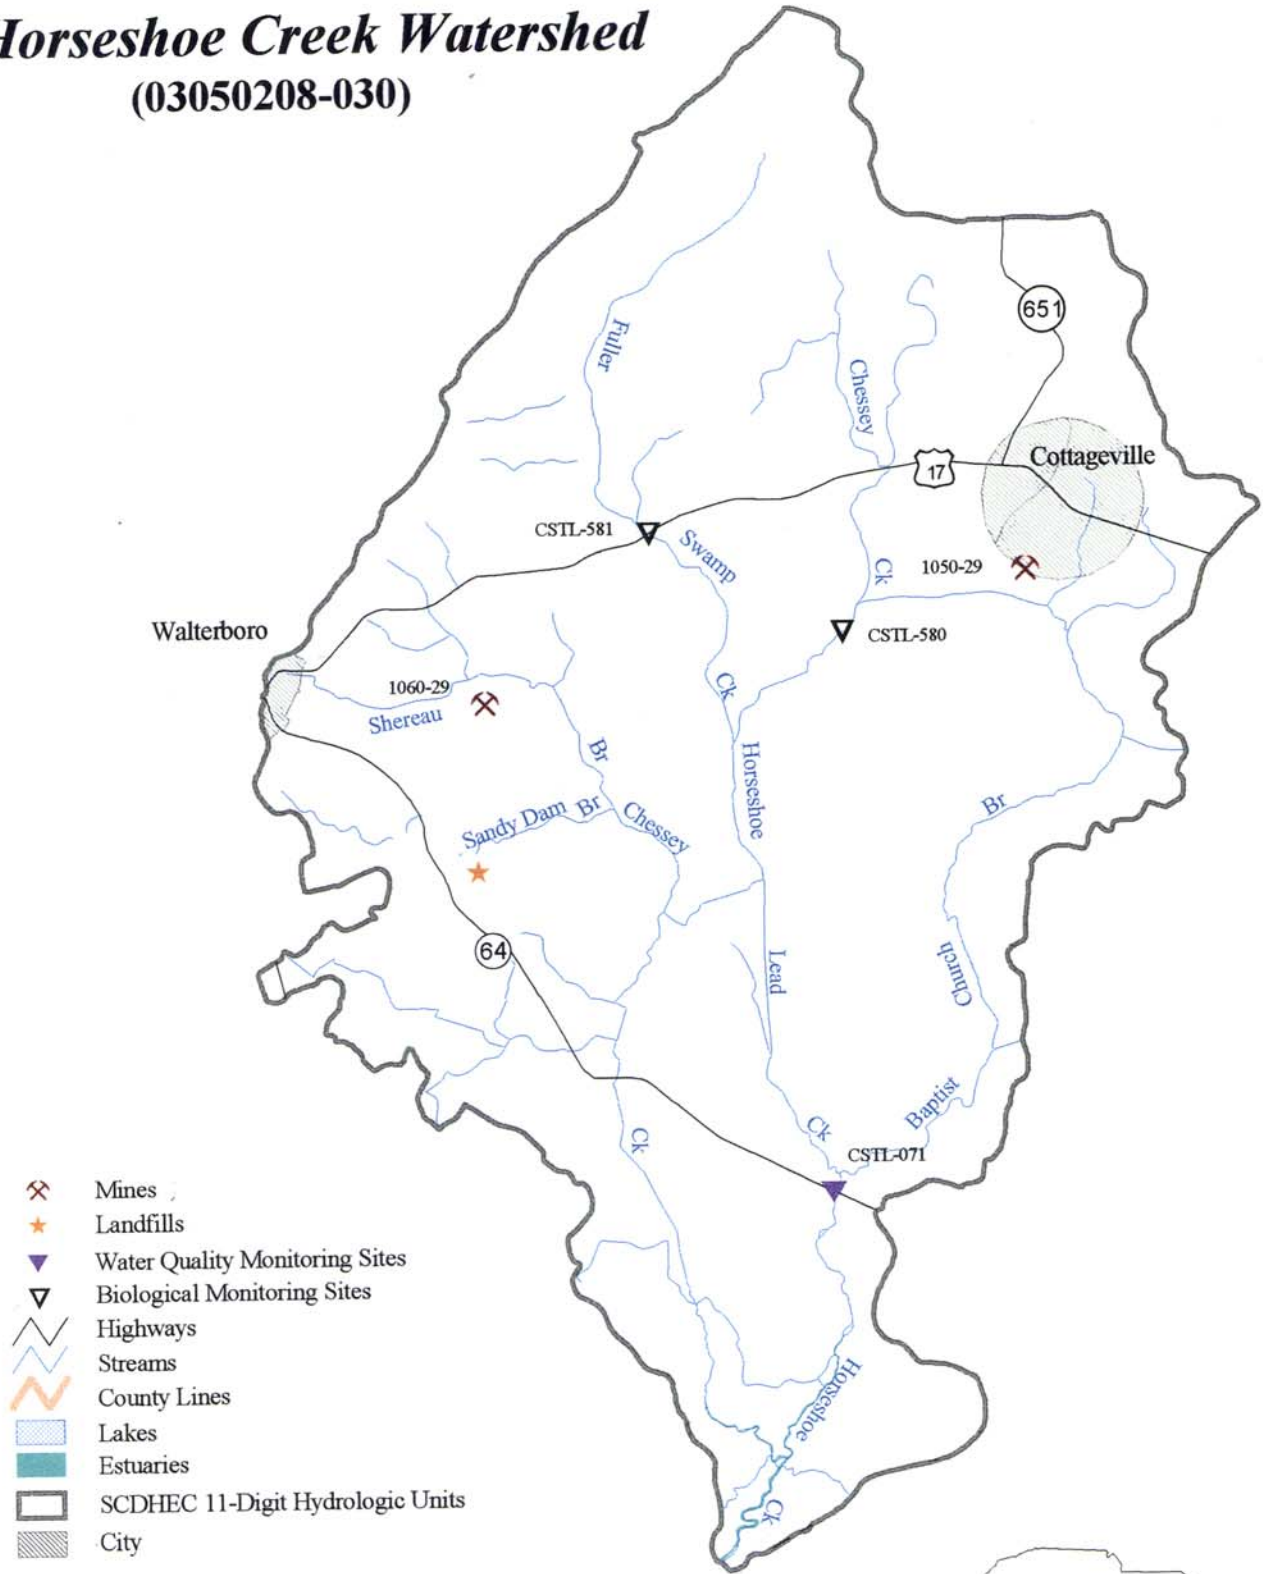 Horseshoe Creek Watershed
(03050208-030)
651
Fuller
Chessey
Cottageville
17
CSTL-581
Swamp
Ck
1050-29
Walterboro
CSTL-580
1060-29
Ck
Shereau
Br
Horseshoe
Sandy Dam Br
Chessey
Br
64
Lead
Church
Baptist
Ck
Ck
CSTL-071
Mines
Landfills
Water Quality Monitoring Sites
Biological Monitoring Sites
Highways
Streams
County Lines
Lakes
Estuaries
SCDHEC 11-Digit Hydrologic Units
City
Horseshoe
Ck